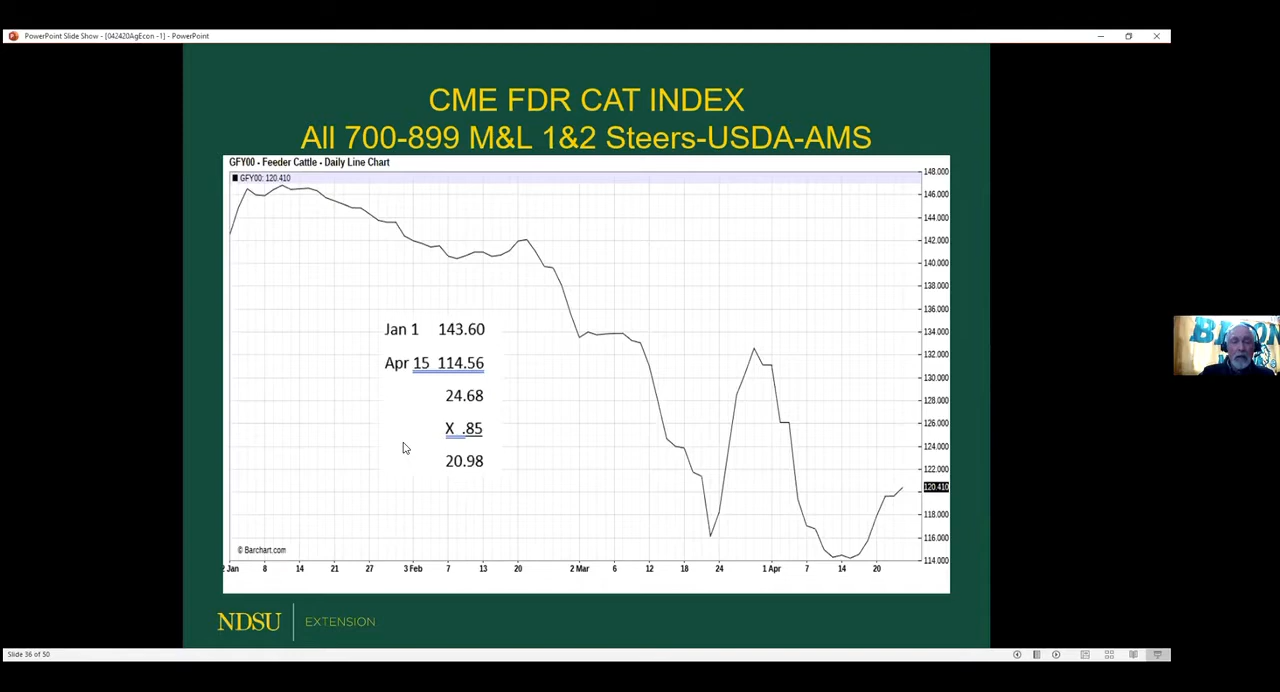 PowerPoint Slide Show - [042420AgEcon -1] - PowerPoint
CME FDR CAT INDEX
All 700-899 M&L 1&2 Steers-USDA-AMS
GFY00 - Feeder Cattle - Daily Line Chart
GFY00: 120.410
148.000
146.000
144.000
142.000
140.000
138.000
136.000
134.000
132.000
130.000
128.000
126.000
124.000
122.000
120.410
118.000
116.000
114.000
Jan 1 143.60
Apr 15 114.56
24.68
X .85
20.98
© Barchart.com
2 Jan 8 14 21 27 3 Feb 7 13 20 2 Mar 6 12 18 24 1 Apr 7 14 20
NDSU EXTENSION
Slide 36 of 50